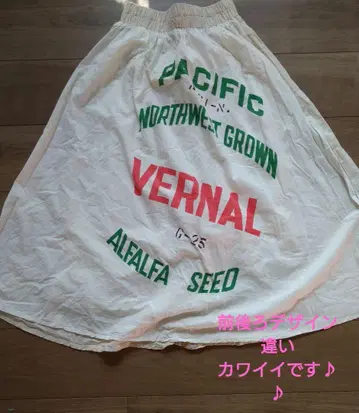 PACIFIC
NORTHWEST GROWN
VERNAL
G-25
ALFALFA SEED
前後ろデザイン
違い
カワイイです♪
♪